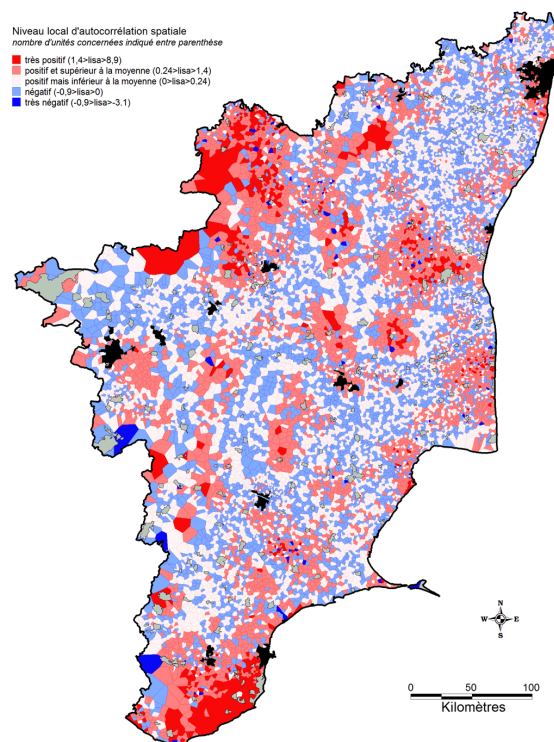 Niveau local d'autocorrélation spatiale
nombre d'unités concernées indiqué entre parenthèse
très positif (1,4>lisa>8,9)
positif et supérieur à la moyenne (0.24>lisa>1,4)
positif mais inférieur à la moyenne (0>lisa>0.24)
négatif (-0,9>lisa>0)
très négatif (-0,9>lisa>-3.1)
N
W E
S
0 50 100
Kilomètres